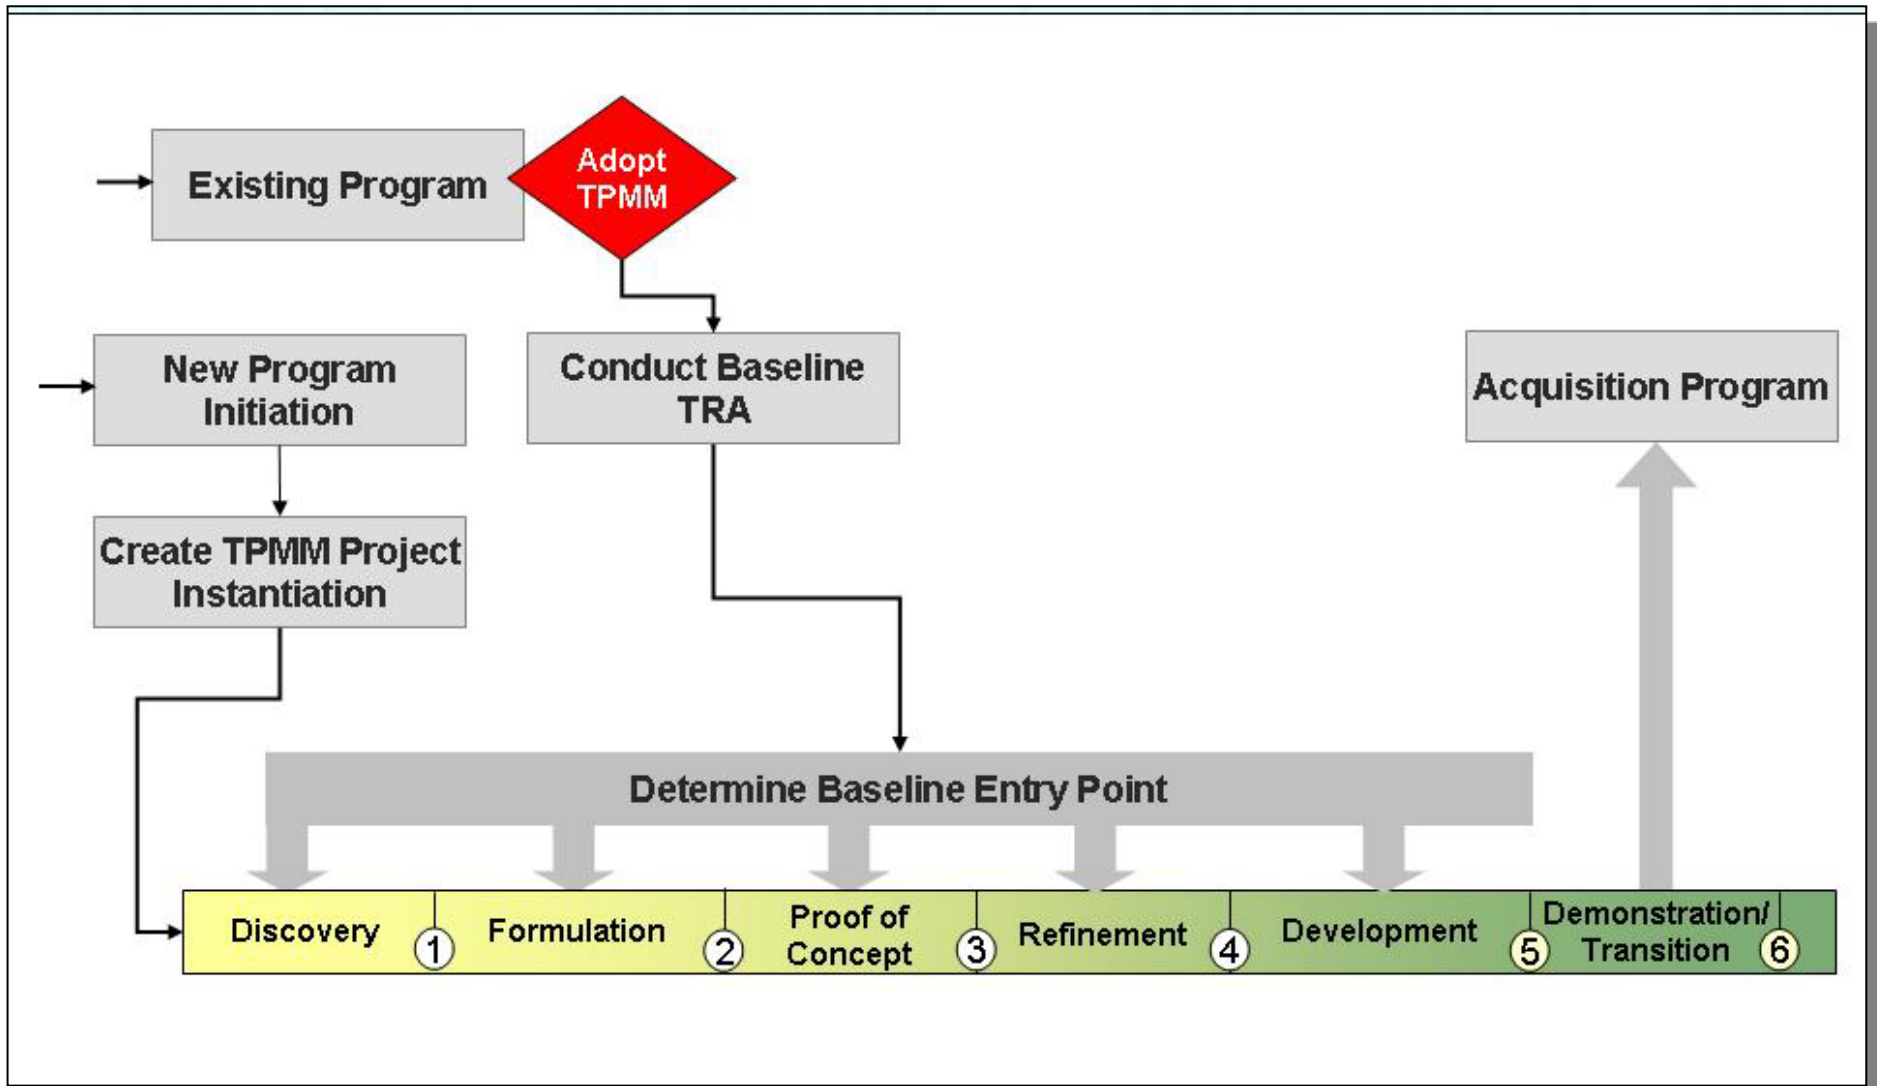 Existing Program
Adopt
TPMM
New Program
Initiation
Conduct Baseline
TRA
Acquisition Program
Create TPMM Project
Instantiation
Determine Baseline Entry Point
Discovery
1
Formulation
2
Proof of
Concept
3
Refinement
4
Development
5
Demonstration/
Transition
6